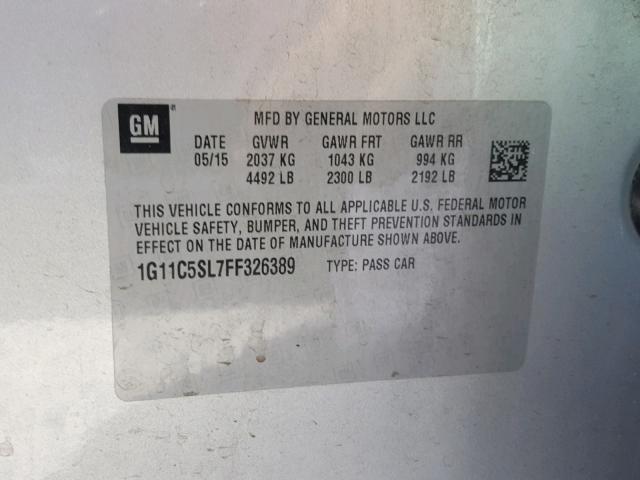 MFD BY GENERAL MOTORS LLC
GM
DATE GVWR GAWR FRT GAWR RR
05/15 2037 KG 1043 KG 994 KG
4492 LB 2300 LB 2192 LB
THIS VEHICLE CONFORMS TO ALL APPLICABLE U.S. FEDERAL MOTOR
VEHICLE SAFETY, BUMPER, AND THEFT PREVENTION STANDARDS IN
EFFECT ON THE DATE OF MANUFACTURE SHOWN ABOVE.
1G11C5SL7FF326389 TYPE: PASS CAR